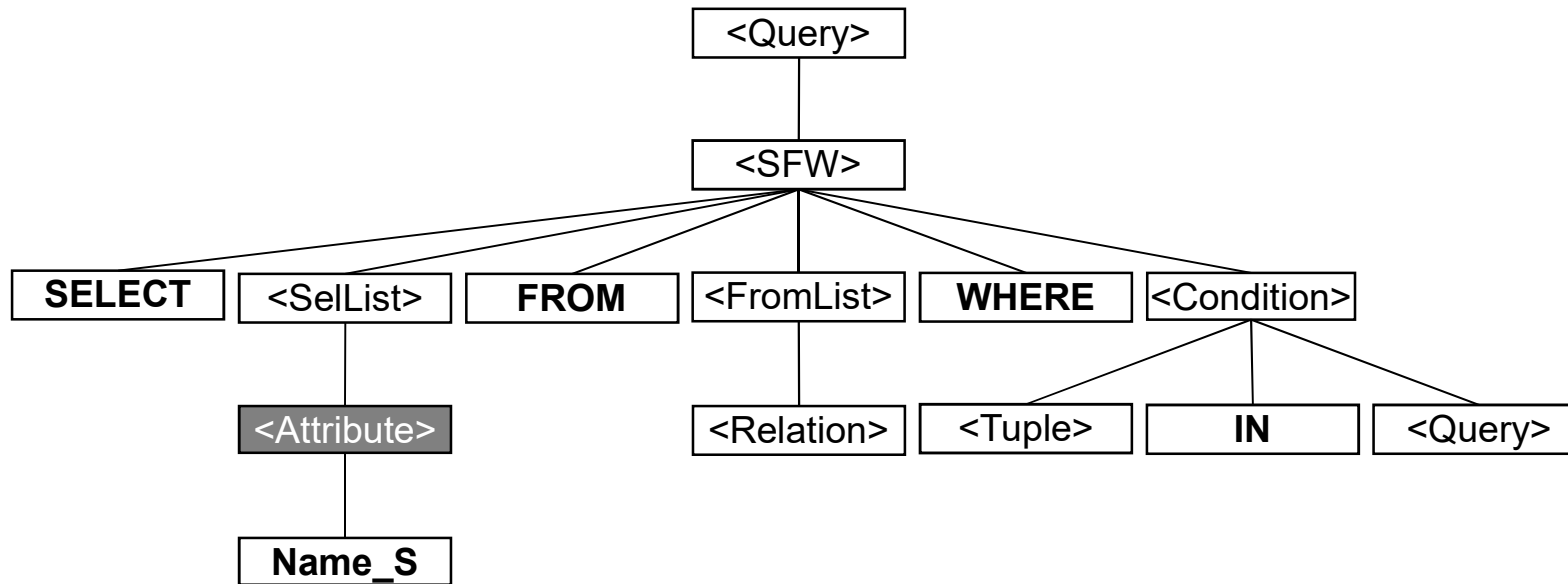 <Query>
<SFW>
SELECT <SelList> FROM <FromList> WHERE <Condition>
<Attribute> <Relation> <Tuple> IN <Query>
Name_S